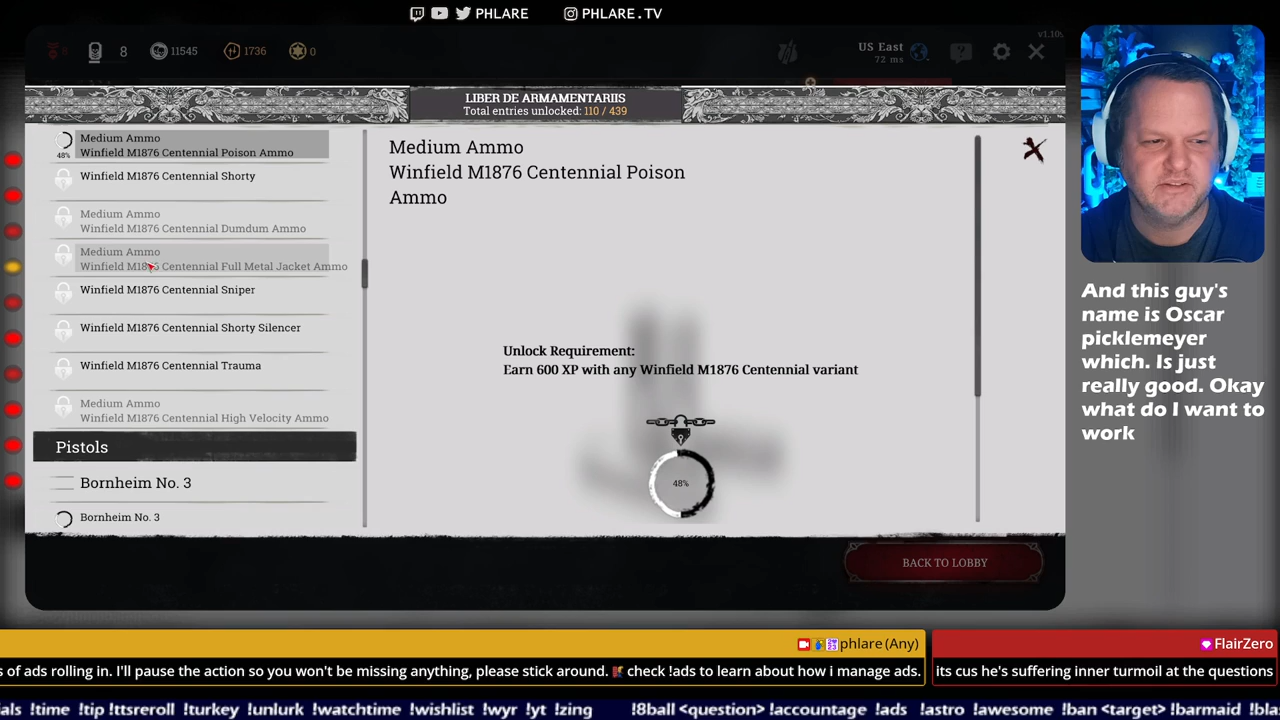 PHLARE PHLARE.TV
v1.10
8 8 11545 1736 0
US East
72 ms
LIBER DE ARMAMENTARIIS
Total entries unlocked: 110 / 439
48%
Medium Ammo
Winfield M1876 Centennial Poison Ammo
Winfield M1876 Centennial Shorty
Medium Ammo
Winfield M1876 Centennial Dumdum Ammo
Medium Ammo
Winfield M1876 Centennial Full Metal Jacket Ammo
Winfield M1876 Centennial Sniper
Winfield M1876 Centennial Shorty Silencer
Winfield M1876 Centennial Trauma
Medium Ammo
Winfield M1876 Centennial High Velocity Ammo
Pistols
Bornheim No. 3
Bornheim No. 3
Medium Ammo
Winfield M1876 Centennial Poison
Ammo
Unlock Requirement:
Earn 600 XP with any Winfield M1876 Centennial variant
48%
BACK TO LOBBY
And this guy's
name is Oscar
picklemeyer
which. Is just
really good. Okay
what do I want to
work
phlare (Any)
FlairZero
s of ads rolling in. I'll pause the action so you won't be missing anything, please stick around. check !ads to learn about how i manage ads.
its cus he's suffering inner turmoil at the questions
ials !time !tip !ttsreroll !turkey !unlurk !watchtime !wishlist !wyr !yt !zing !8ball <question> !accountage !ads !astro !awesome !ban <target> !barmaid !bla